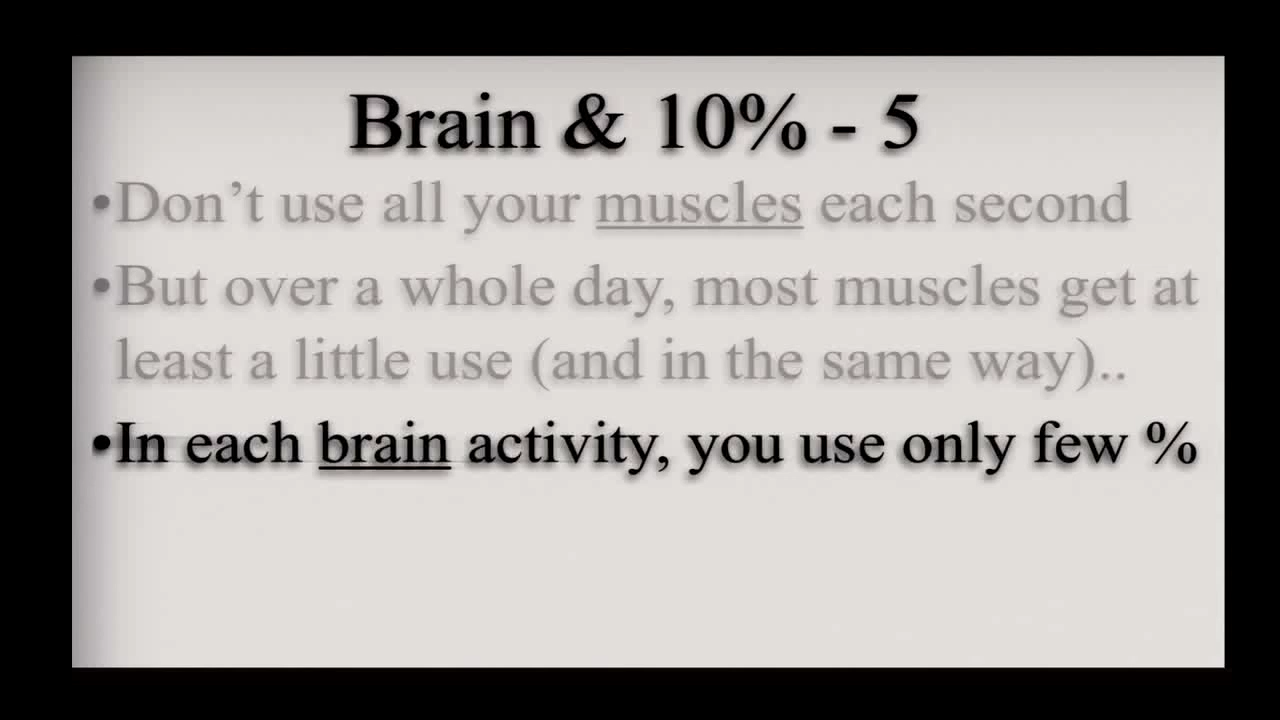 Brain & 10% - 5
•Don’t use all your muscles each second
•But over a whole day, most muscles get at
least a little use (and in the same way)..
•In each brain activity, you use only few %